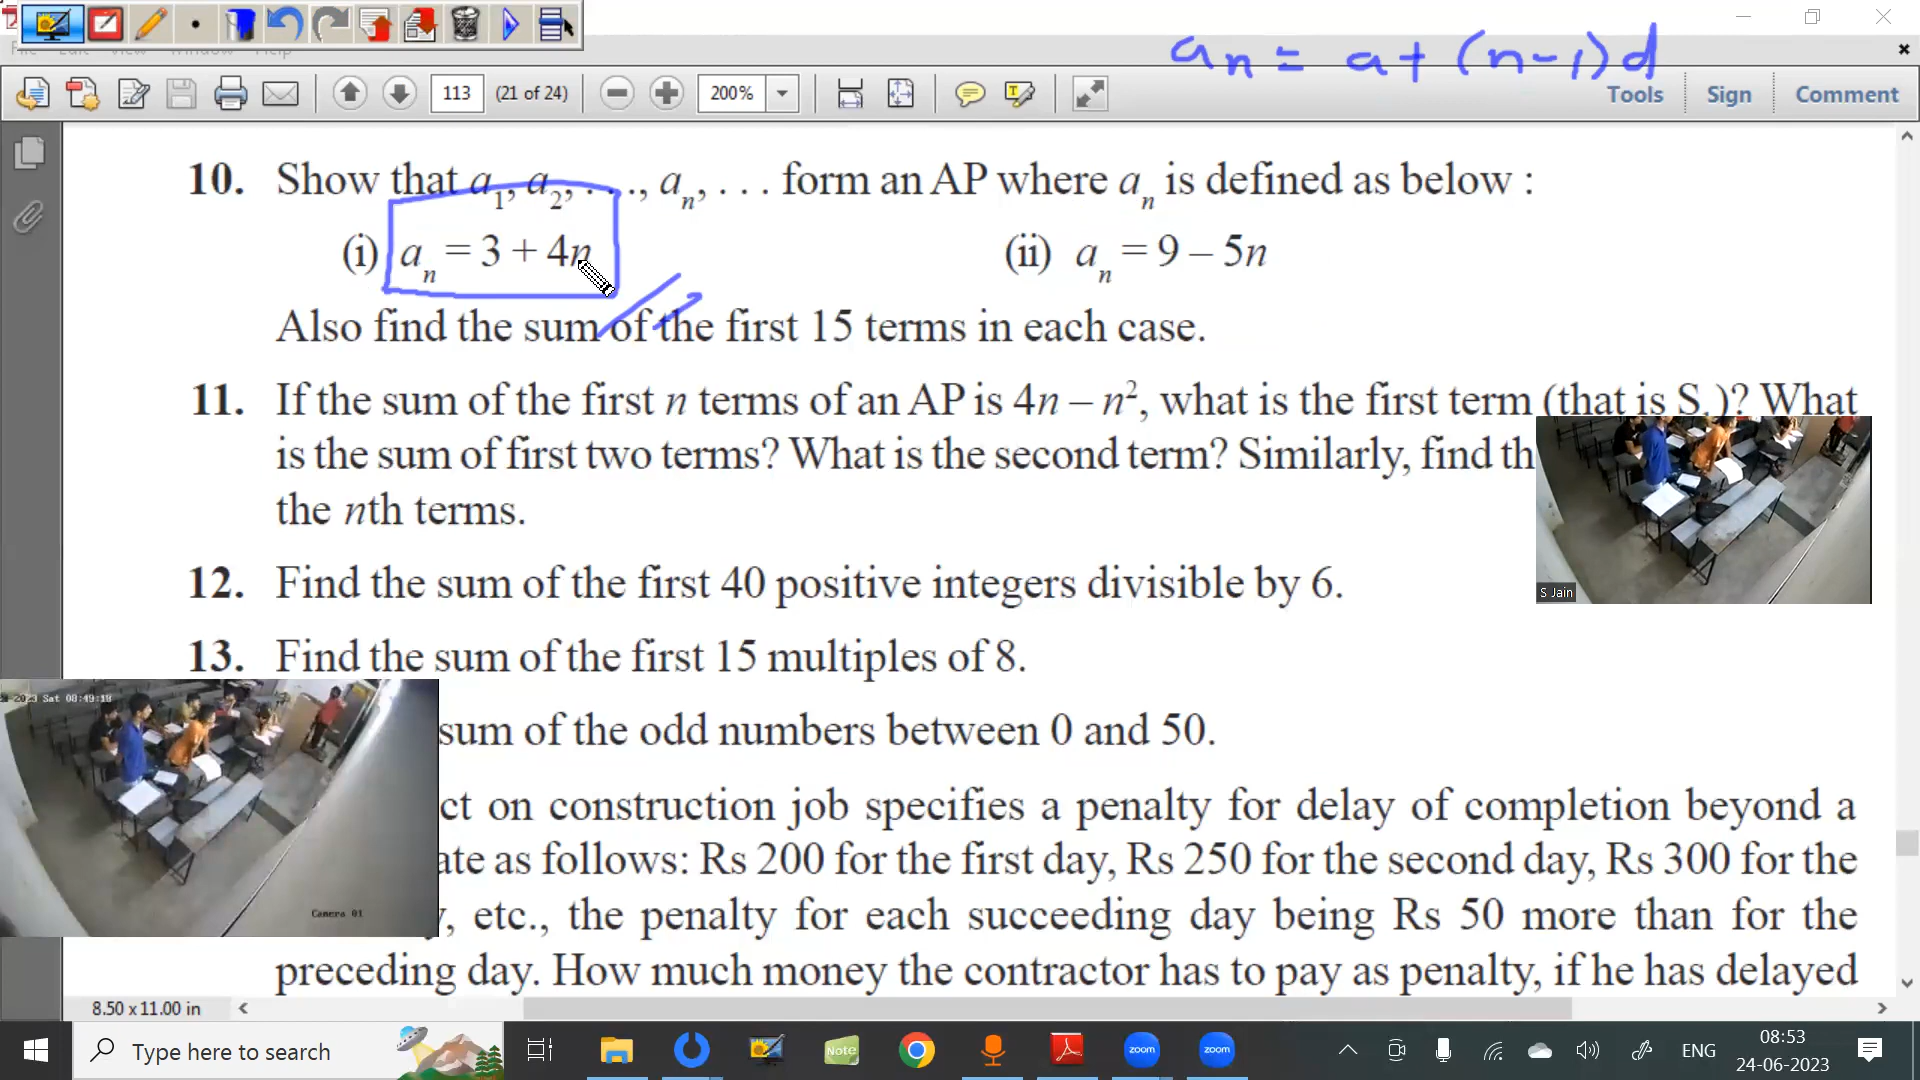 aₙ = a + (n-1)d
113 (21 of 24) 200% Tools Sign Comment
10. Show that a₁, a₂, . . ., aₙ, . . . form an AP where aₙ is defined as below :
(i) aₙ = 3 + 4n (ii) aₙ = 9 – 5n
Also find the sum of the first 15 terms in each case.
11. If the sum of the first n terms of an AP is 4n – n², what is the first term (that is S₁)? What
is the sum of first two terms? What is the second term? Similarly, find th
the nth terms.
S Jain
12. Find the sum of the first 40 positive integers divisible by 6.
13. Find the sum of the first 15 multiples of 8.
2023 Sat 08:49:19
sum of the odd numbers between 0 and 50.
ct on construction job specifies a penalty for delay of completion beyond a
ate as follows: Rs 200 for the first day, Rs 250 for the second day, Rs 300 for the
Camera 01
y, etc., the penalty for each succeeding day being Rs 50 more than for the
preceding day. How much money the contractor has to pay as penalty, if he has delayed
8.50 x 11.00 in
Type here to search
Note
zoom
zoom
ENG
08:53
24-06-2023